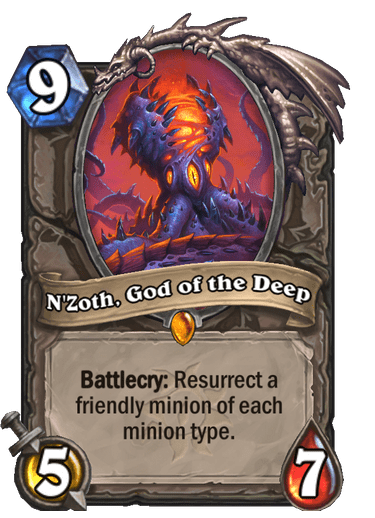 9
N'Zoth, God of the Deep
Battlecry: Resurrect a
friendly minion of each
minion type.
5
7